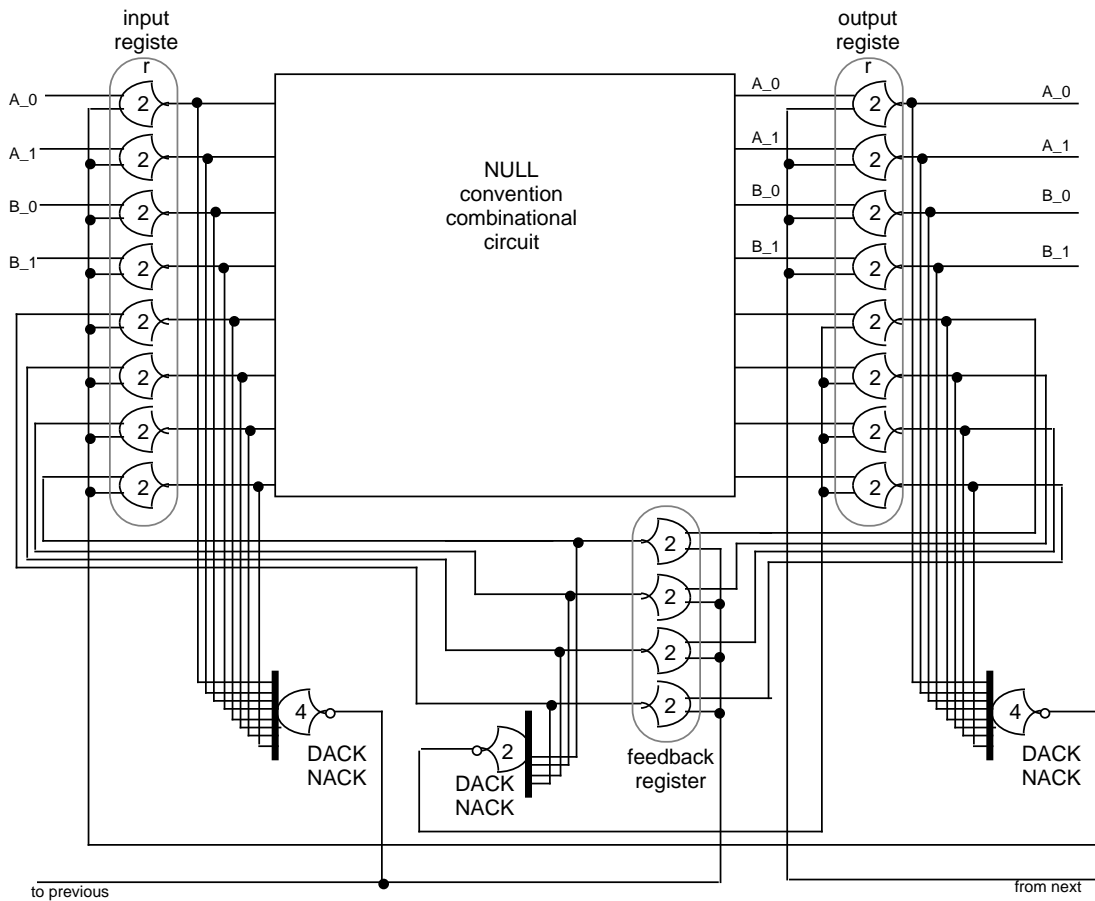 input
registe
r
output
registe
r
A_0
A_1
B_0
B_1
2
2
2
2
2
2
2
2
NULL
convention
combinational
circuit
A_0
A_1
B_0
B_1
2
2
2
2
2
2
2
2
A_0
A_1
B_0
B_1
2
2
2
2
feedback
register
4
DACK
NACK
2
DACK
NACK
4
DACK
NACK
to previous
from next